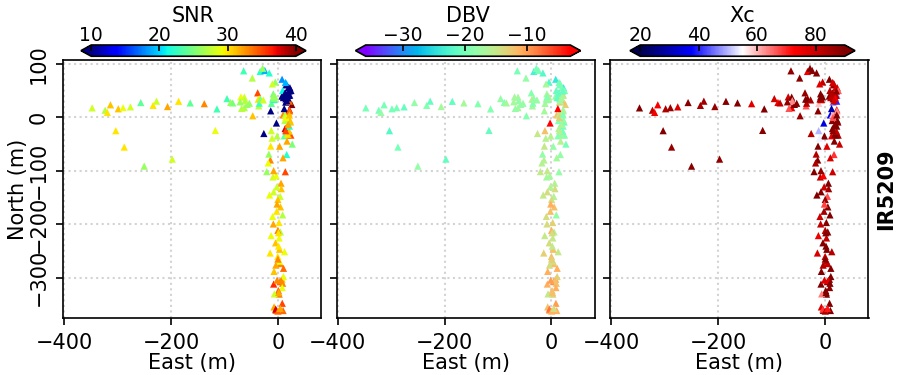 SNR DBV Xc
10 20 30 40 −30 −20 −10 20 40 60 80
100
0
−100
−200
−300
North (m)
−400 −200 0 −400 −200 0 −400 −200 0
East (m) East (m) East (m)
IR5209